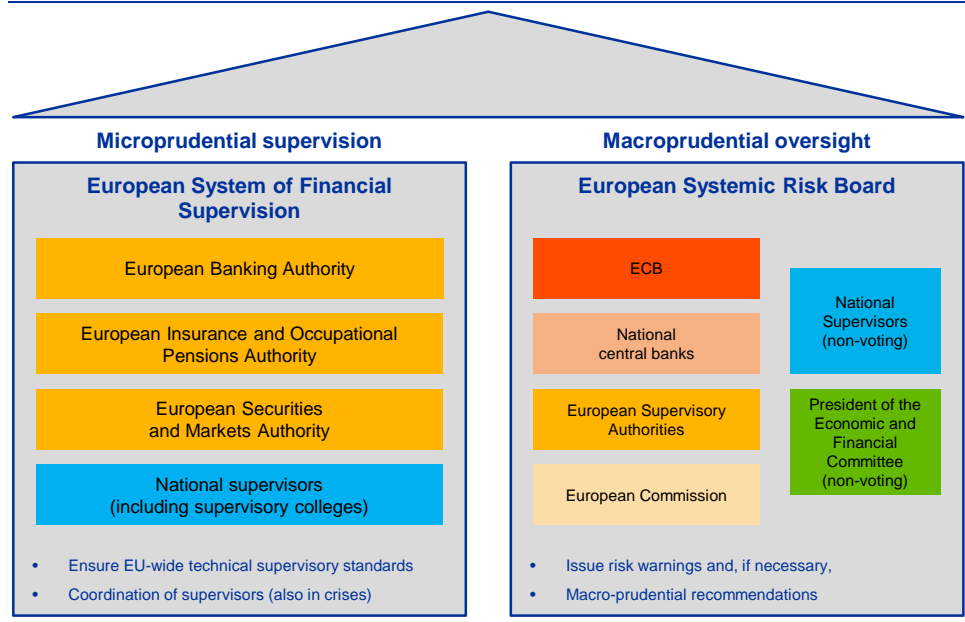 Microprudential supervision
European System of Financial
Supervision
European Banking Authority
European Insurance and Occupational
Pensions Authority
European Securities
and Markets Authority
National supervisors
(including supervisory colleges)
• Ensure EU-wide technical supervisory standards
• Coordination of supervisors (also in crises)
Macroprudential oversight
European Systemic Risk Board
ECB
National
central banks
European Supervisory
Authorities
European Commission
National
Supervisors
(non-voting)
President of the
Economic and
Financial
Committee
(non-voting)
• Issue risk warnings and, if necessary,
• Macro-prudential recommendations